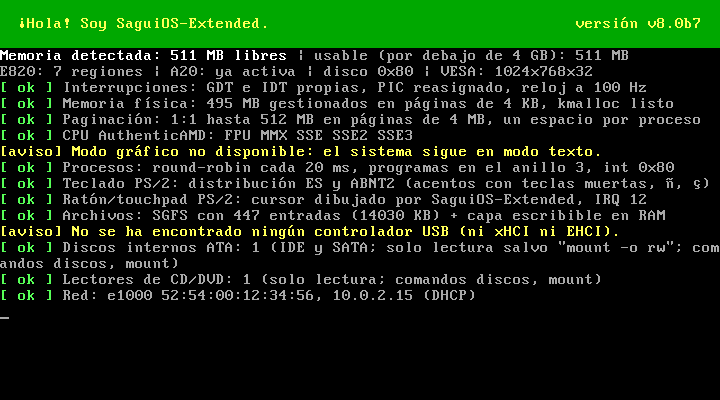 ¡Hola! Soy SaguiOS-Extended. versión v8.0b7
Memoria detectada: 511 MB libres | usable (por debajo de 4 GB): 511 MB
E820: 7 regiones | A20: ya activa | disco 0x80 | VESA: 1024x768x32
[ ok ] Interrupciones: GDT e IDT propias, PIC reasignado, reloj a 100 Hz
[ ok ] Memoria física: 495 MB gestionados en páginas de 4 KB, kmalloc listo
[ ok ] Paginación: 1:1 hasta 512 MB en páginas de 4 MB, un espacio por proceso
[ ok ] CPU AuthenticAMD: FPU MMX SSE SSE2 SSE3
[aviso] Modo gráfico no disponible: el sistema sigue en modo texto.
[ ok ] Procesos: round-robin cada 20 ms, programas en el anillo 3, int 0x80
[ ok ] Teclado PS/2: distribución ES y ABNT2 (acentos con teclas muertas, ñ, ç)
[ ok ] Ratón/touchpad PS/2: cursor dibujado por SaguiOS-Extended, IRQ 12
[ ok ] Archivos: SGFS con 447 entradas (14030 KB) + capa escribible en RAM
[aviso] No se ha encontrado ningún controlador USB (ni xHCI ni EHCI).
[ ok ] Discos internos ATA: 1 (IDE y SATA; solo lectura salvo "mount -o rw"; com
andos discos, mount)
[ ok ] Lectores de CD/DVD: 1 (solo lectura; comandos discos, mount)
[ ok ] Red: e1000 52:54:00:12:34:56, 10.0.2.15 (DHCP)
_